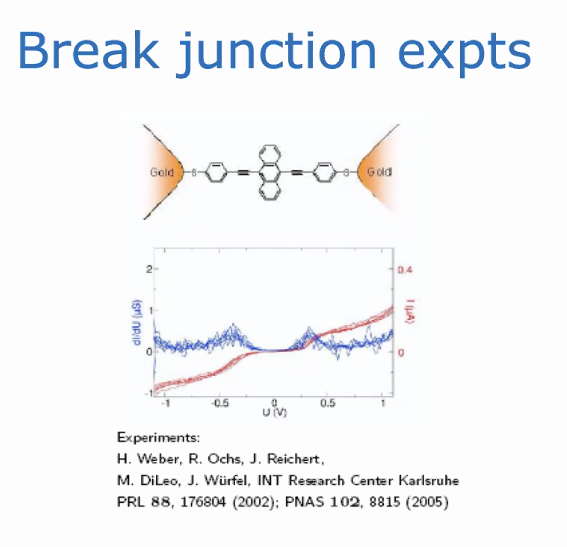 Break junction expts
Gold S S Gold
2 0.4
dI/dU (µS) I (µA)
1
0 0
-1
-1 -0.5 0 0.5 1
U (V)
Experiments:
H. Weber, R. Ochs, J. Reichert,
M. DiLeo, J. Würfel, INT Research Center Karlsruhe
PRL 88, 176804 (2002); PNAS 102, 8815 (2005)